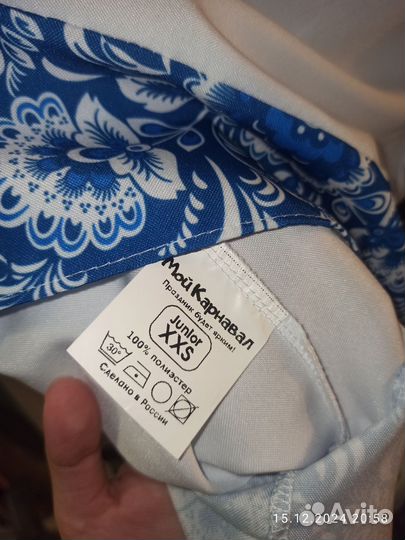 Мой Карнавал
Праздник будет ярким!
Junior
XXS
100% полиэстер
30°
Сделано в России
Avito
15.12.2024 20:58